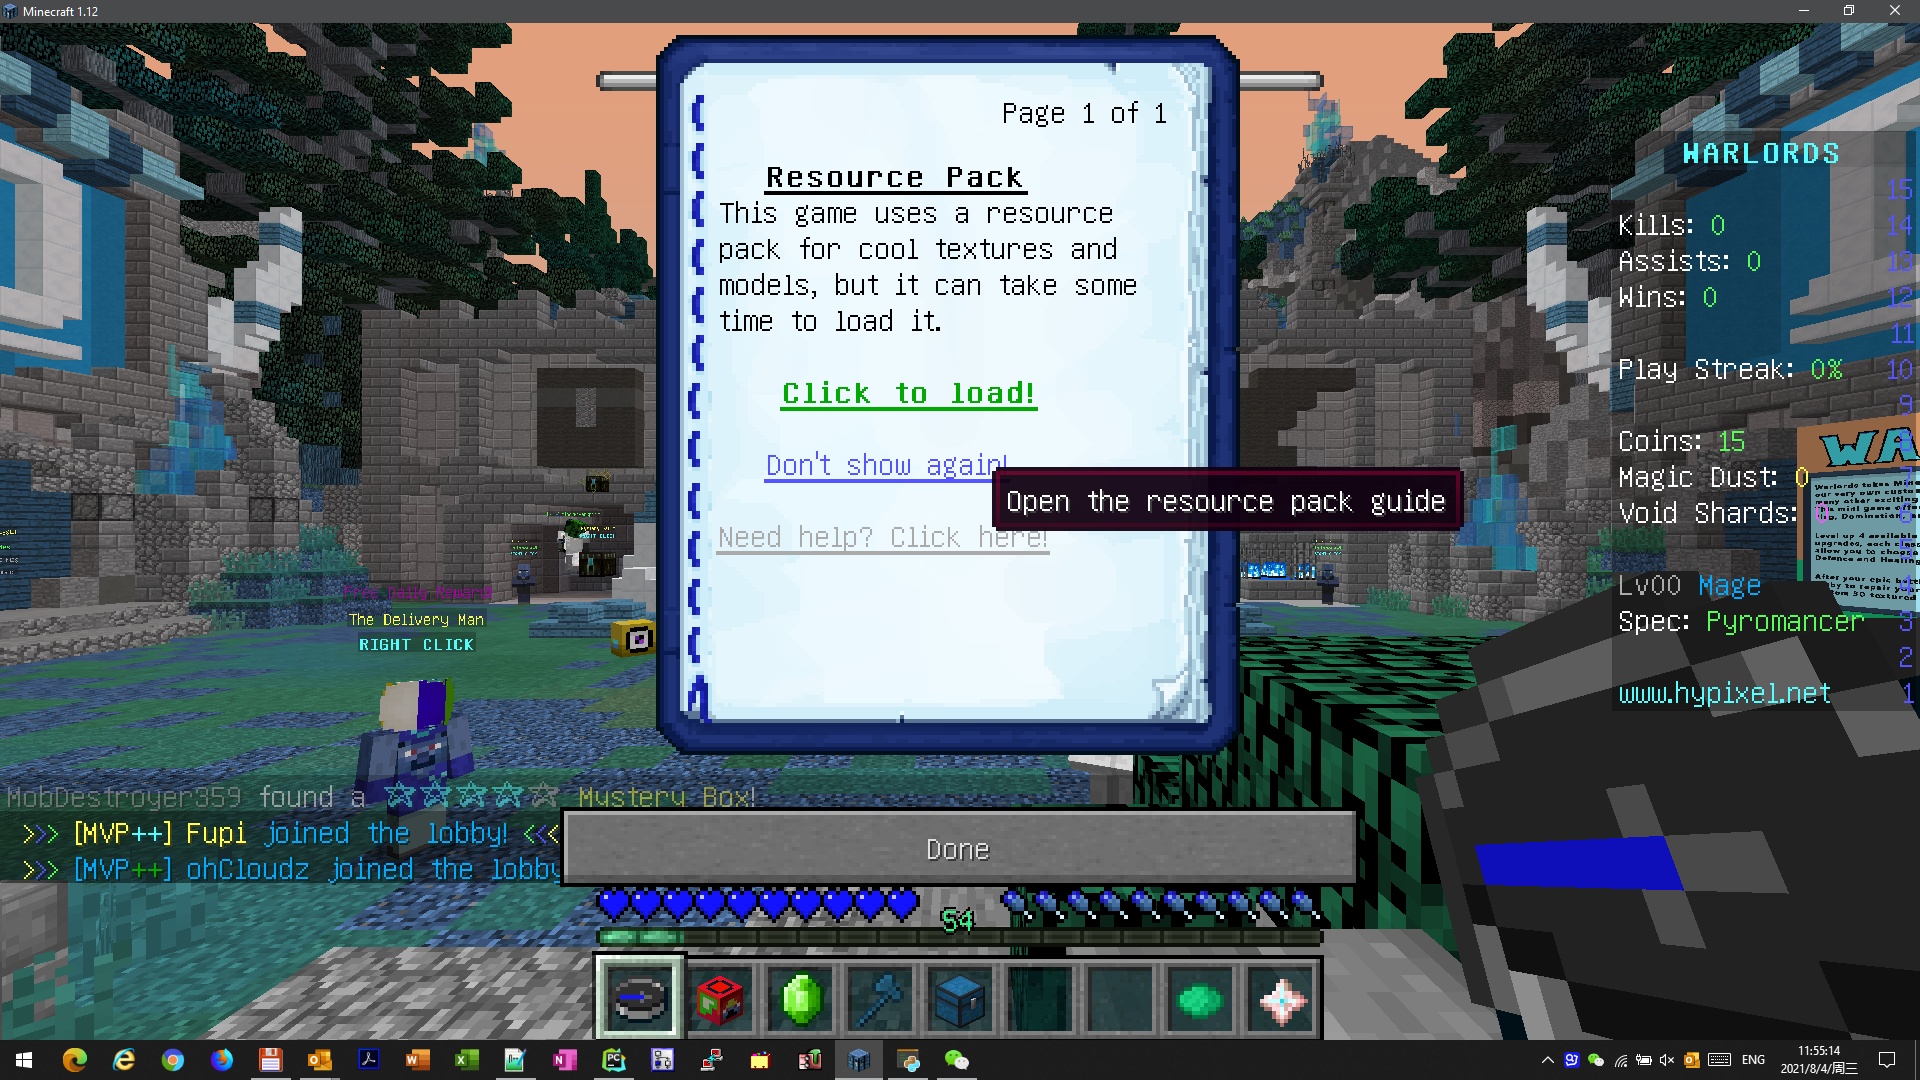 Minecraft 1.12
Page 1 of 1
Resource Pack
This game uses a resource
pack for cool textures and
models, but it can take some
time to load it.
Click to load!
Don't show again!
Open the resource pack guide
Need help? Click here!
WARLORDS
15
Kills: 0 14
Assists: 0 13
Wins: 0 12
11
Play Streak: 0% 10
9
Coins: 15
Magic Dust: 0
Void Shards: 0
Lv00 Mage 4
Spec: Pyromancer 3
2
www.hypixel.net 1
WA
Free Daily Reward
The Delivery Man
RIGHT CLICK
MobDestroyer359 found a ☆☆☆☆☆ Mystery Box!
>>> [MVP++] Fupi joined the lobby! <<<
>>> [MVP++] ohCloudz joined the lobby
Done
54
ENG
11:55:14
2021/8/4/周三